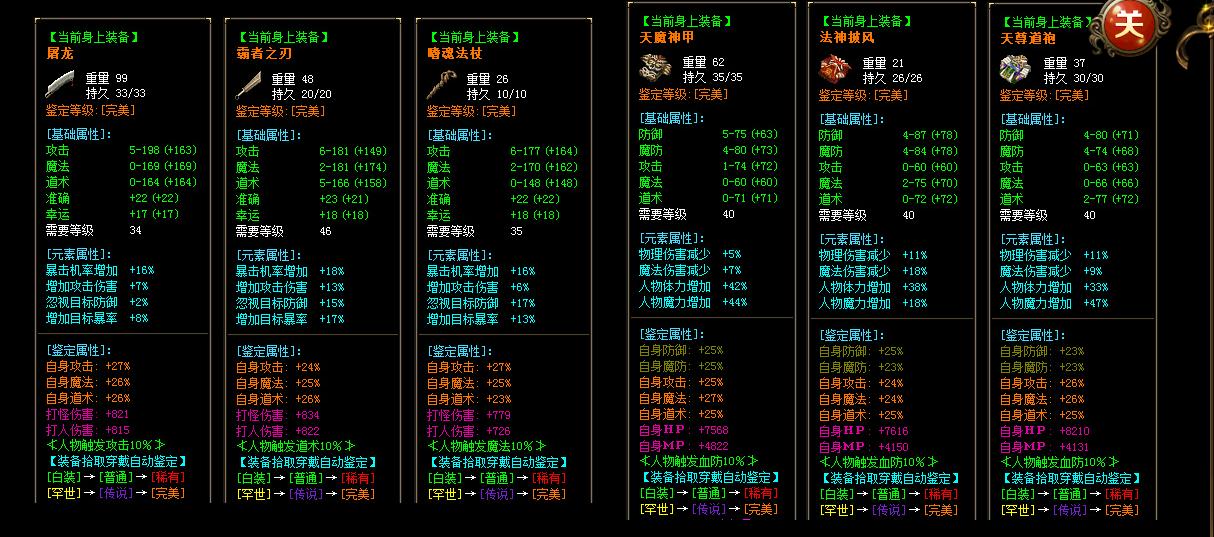 【当前身上装备】
屠龙
重量 99
持久 33/33
鉴定等级:[完美]
[基础属性]:
攻击 5-198 (+163)
魔法 0-169 (+169)
道术 0-164 (+164)
准确 +22 (+22)
幸运 +17 (+17)
需要等级 34
[元素属性]:
暴击机率增加 +16%
增加攻击伤害 +7%
忽视目标防御 +2%
增加目标暴率 +8%
[鉴定属性]:
自身攻击: +27%
自身魔法: +26%
自身道术: +26%
打怪伤害: +821
打人伤害: +815
≮人物触发攻击10%≯
【装备拾取穿戴自动鉴定】
[白装]→[普通]→[稀有]
[罕世]→[传说]→[完美]
【当前身上装备】
霸者之刃
重量 48
持久 20/20
鉴定等级:[完美]
[基础属性]:
攻击 6-181 (+149)
魔法 2-181 (+174)
道术 5-166 (+158)
准确 +23 (+21)
幸运 +18 (+18)
需要等级 46
[元素属性]:
暴击机率增加 +18%
增加攻击伤害 +13%
忽视目标防御 +15%
增加目标暴率 +17%
[鉴定属性]:
自身攻击: +24%
自身魔法: +25%
自身道术: +26%
打怪伤害: +834
打人伤害: +822
≮人物触发道术10%≯
【装备拾取穿戴自动鉴定】
[白装]→[普通]→[稀有]
[罕世]→[传说]→[完美]
【当前身上装备】
嗜魂法杖
重量 26
持久 10/10
鉴定等级:[完美]
[基础属性]:
攻击 6-177 (+164)
魔法 2-170 (+162)
道术 0-148 (+148)
准确 +22 (+22)
幸运 +18 (+18)
需要等级 35
[元素属性]:
暴击机率增加 +16%
增加攻击伤害 +6%
忽视目标防御 +17%
增加目标暴率 +13%
[鉴定属性]:
自身攻击: +27%
自身魔法: +25%
自身道术: +23%
打怪伤害: +779
打人伤害: +726
≮人物触发魔法10%≯
【装备拾取穿戴自动鉴定】
[白装]→[普通]→[稀有]
[罕世]→[传说]→[完美]
【当前身上装备】
天魔神甲
重量 62
持久 35/35
鉴定等级:[完美]
[基础属性]:
防御 5-75 (+63)
魔防 4-80 (+73)
攻击 1-74 (+72)
魔法 0-60 (+60)
道术 0-71 (+71)
需要等级 40
[元素属性]:
物理伤害减少 +5%
魔法伤害减少 +7%
人物体力增加 +42%
人物魔力增加 +44%
[鉴定属性]:
自身防御: +25%
自身魔防: +25%
自身攻击: +25%
自身魔法: +27%
自身道术: +25%
自身HP: +7568
自身MP: +4822
≮人物触发血防10%≯
【装备拾取穿戴自动鉴定】
[白装]→[普通]→[稀有]
[罕世]→[传说]→[完美]
【当前身上装备】
法神披风
重量 21
持久 26/26
鉴定等级:[完美]
[基础属性]:
防御 4-87 (+78)
魔防 4-84 (+78)
攻击 0-60 (+60)
魔法 2-75 (+70)
道术 0-72 (+72)
需要等级 40
[元素属性]:
物理伤害减少 +11%
魔法伤害减少 +18%
人物体力增加 +38%
人物魔力增加 +18%
[鉴定属性]:
自身防御: +25%
自身魔防: +23%
自身攻击: +24%
自身魔法: +24%
自身道术: +25%
自身HP: +7616
自身MP: +4150
≮人物触发血防10%≯
【装备拾取穿戴自动鉴定】
[白装]→[普通]→[稀有]
[罕世]→[传说]→[完美]
【当前身上装备】
天尊道袍
重量 37
持久 30/30
鉴定等级:[完美]
[基础属性]:
防御 4-80 (+71)
魔防 4-74 (+68)
攻击 0-63 (+63)
魔法 0-66 (+66)
道术 2-77 (+72)
需要等级 40
[元素属性]:
物理伤害减少 +11%
魔法伤害减少 +9%
人物体力增加 +33%
人物魔力增加 +47%
[鉴定属性]:
自身防御: +23%
自身魔防: +23%
自身攻击: +26%
自身魔法: +26%
自身道术: +25%
自身HP: +8210
自身MP: +4131
≮人物触发血防10%≯
【装备拾取穿戴自动鉴定】
[白装]→[普通]→[稀有]
[罕世]→[传说]→[完美]
关